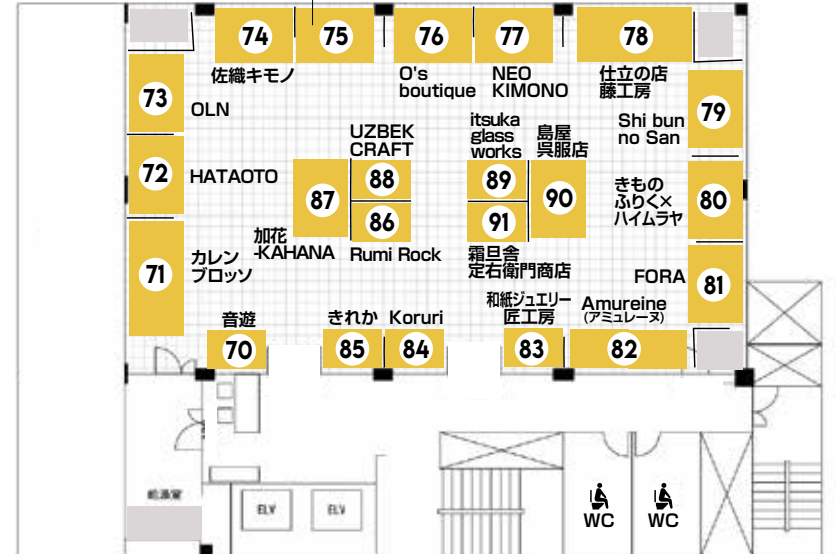 74
75
76
77
78
佐織キモノ
O's
boutique
NEO
KIMONO
仕立の店
藤工房
73
OLN
79
Shi bun
no San
72
HATAOTO
UZBEK
CRAFT
88
87
86
加花
-KAHANA
Rumi Rock
itsuka
glass
works
島屋
呉服店
89
90
91
霜旦舎
定右衛門商店
80
きもの
ふりく×
ハイムラヤ
71
カレン
ブロッソ
81
FORA
音遊
70
きれか
85
Koruri
84
和紙ジュエリー
匠工房
83
Amureine
(アミュレーヌ)
82
給湯室
ELV
ELV
WC
WC